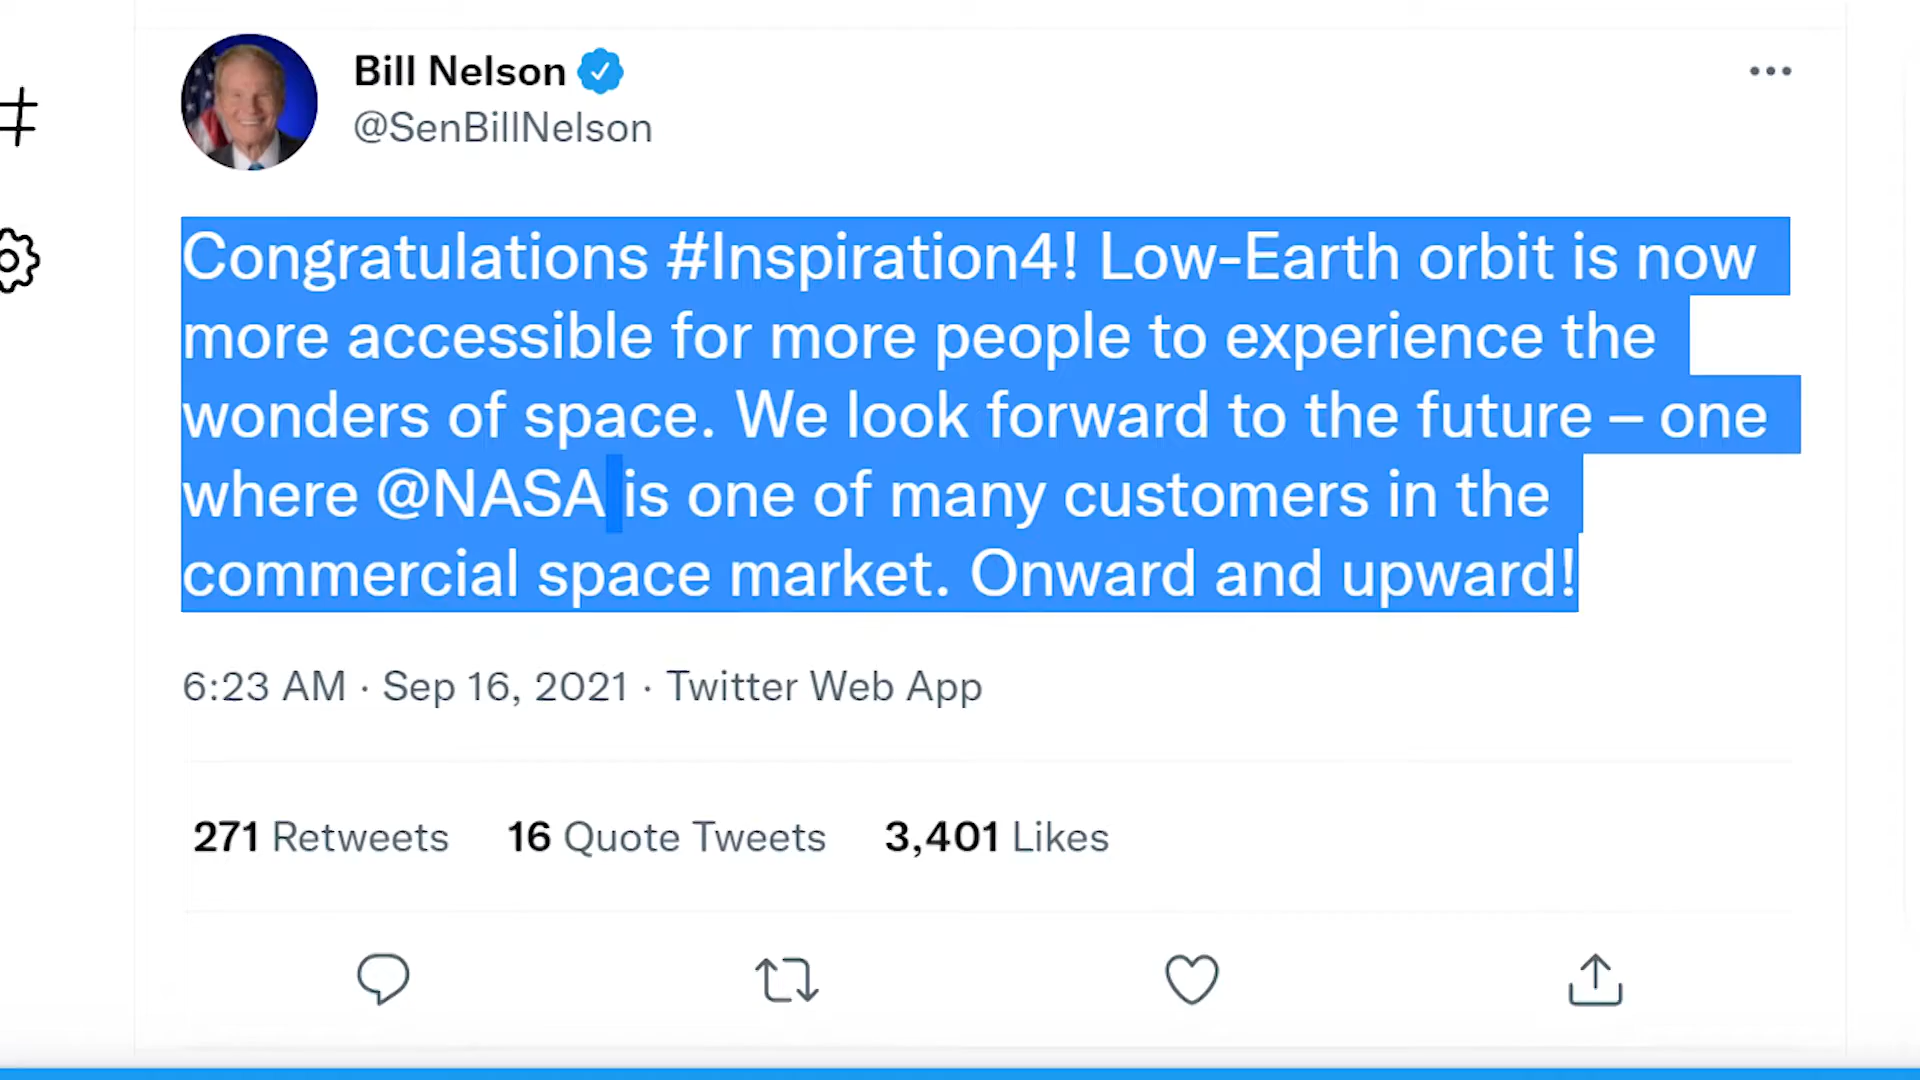 Bill Nelson
@SenBillNelson
Congratulations #Inspiration4! Low-Earth orbit is now
more accessible for more people to experience the
wonders of space. We look forward to the future – one
where @NASA is one of many customers in the
commercial space market. Onward and upward!
6:23 AM · Sep 16, 2021 · Twitter Web App
271 Retweets 16 Quote Tweets 3,401 Likes